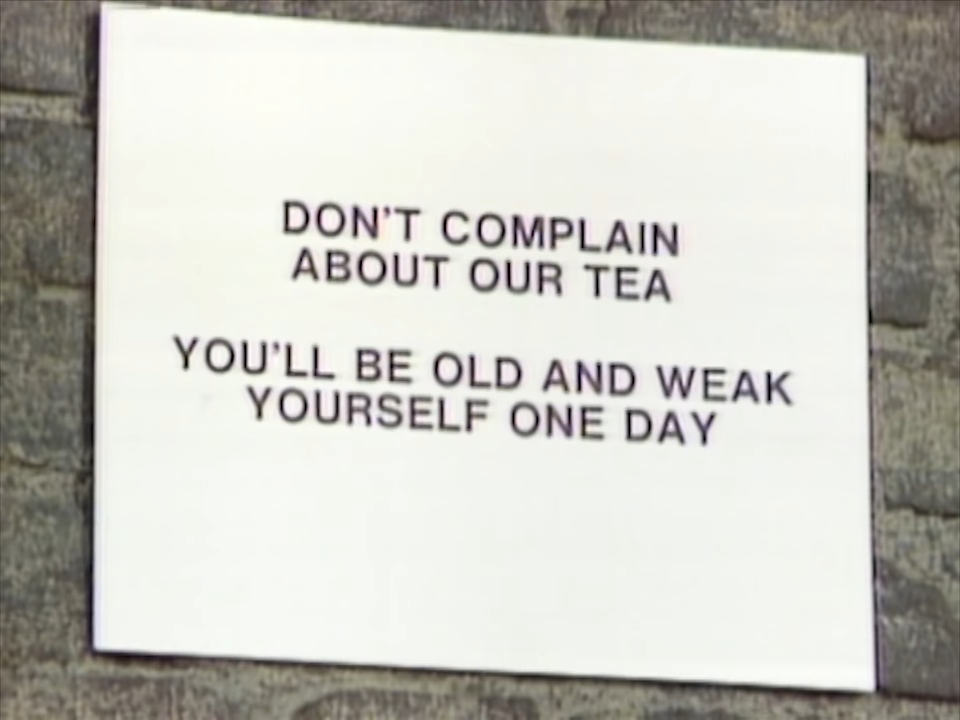 DON'T COMPLAIN
ABOUT OUR TEA
YOU'LL BE OLD AND WEAK
YOURSELF ONE DAY